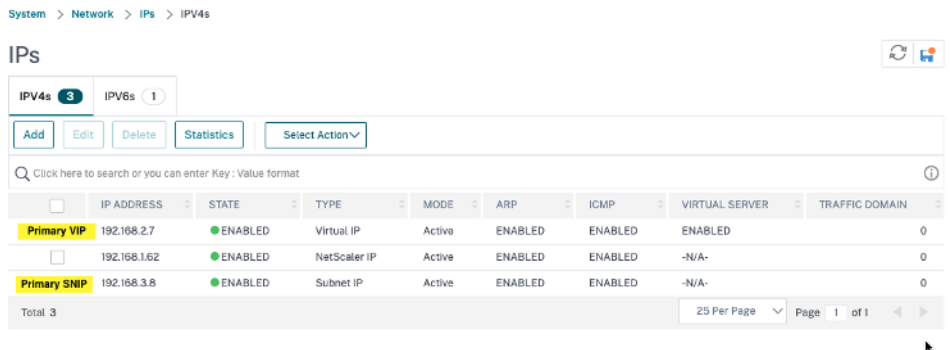 System > Network > IPs > IPV4s
IPs
IPV4s 3 IPV6s 1
Add Edit Delete Statistics Select Action
Click here to search or you can enter Key : Value format
IP ADDRESS STATE TYPE MODE ARP ICMP VIRTUAL SERVER TRAFFIC DOMAIN
Primary VIP 192.168.2.7 ENABLED Virtual IP Active ENABLED ENABLED ENABLED 0
192.168.1.62 ENABLED NetScaler IP Active ENABLED ENABLED -N/A- 0
Primary SNIP 192.168.3.8 ENABLED Subnet IP Active ENABLED ENABLED -N/A- 0
Total 3 25 Per Page Page 1 of 1